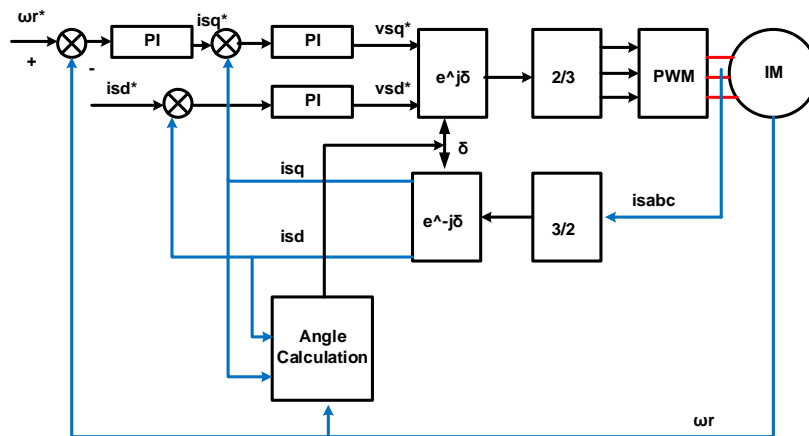 ωr*
+
-
PI
isq*
PI
vsq*
isd*
PI
vsd*
e^jδ
2/3
PWM
IM
δ
isq
isd
e^-jδ
3/2
isabc
Angle
Calculation
ωr